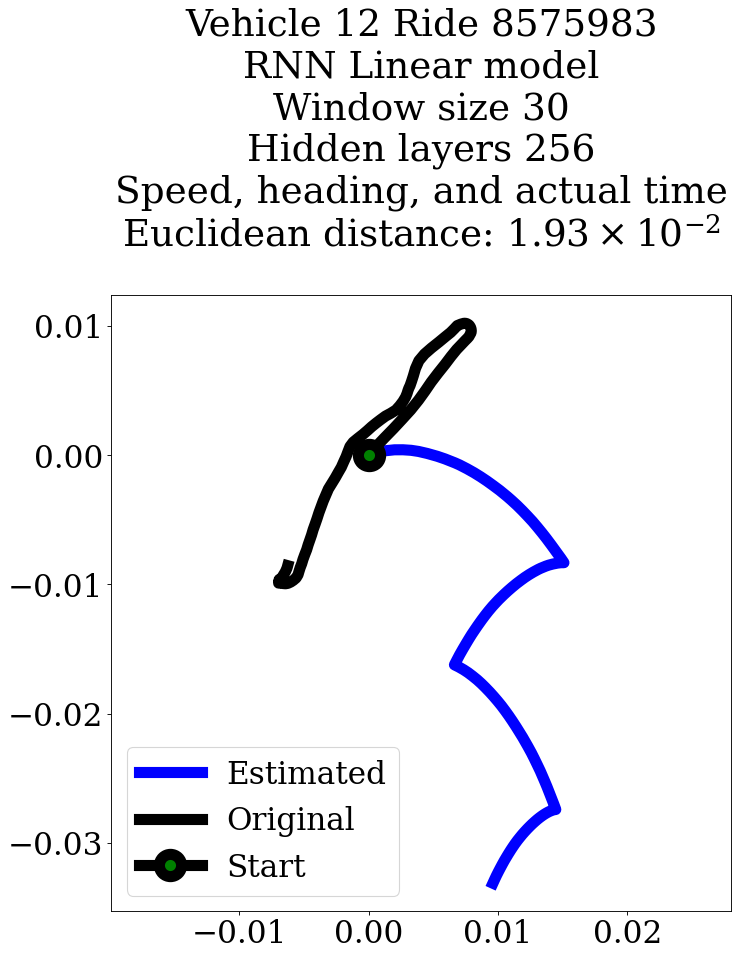 Vehicle 12 Ride 8575983
RNN Linear model
Window size 30
Hidden layers 256
Speed, heading, and actual time
Euclidean distance: 1.93 × 10⁻²
0.01
0.00
−0.01
−0.02
−0.03
Estimated
Original
Start
−0.01 0.00 0.01 0.02